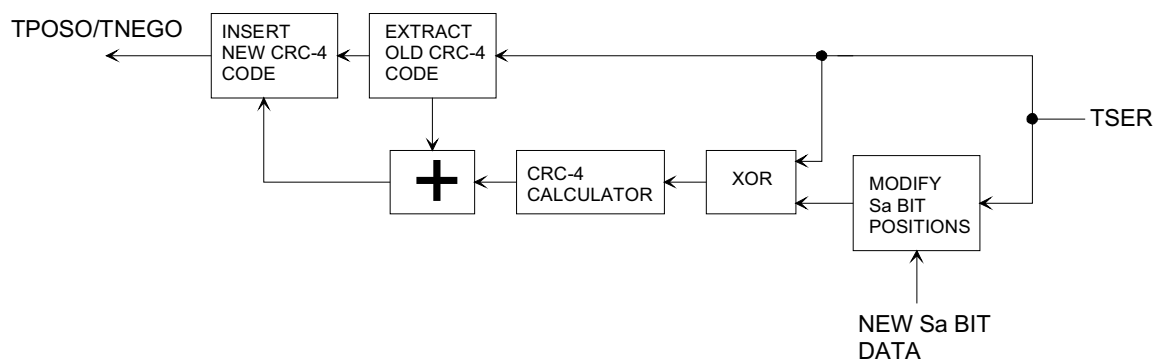 TPOSO/TNEGO
INSERT
NEW CRC-4
CODE
EXTRACT
OLD CRC-4
CODE
TSER
+
CRC-4
CALCULATOR
XOR
MODIFY
Sa BIT
POSITIONS
NEW Sa BIT
DATA